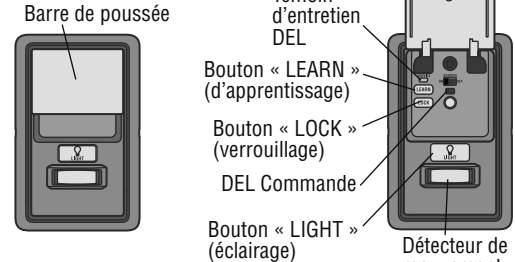 Barre de poussée
Témoin
d'entretien
DEL
Bouton « LEARN »
(d'apprentissage)
Bouton « LOCK »
(verrouillage)
DEL Commande
Bouton « LIGHT »
(éclairage)
Détecteur de
LIGHT
LEARN
LOCK
LIGHT